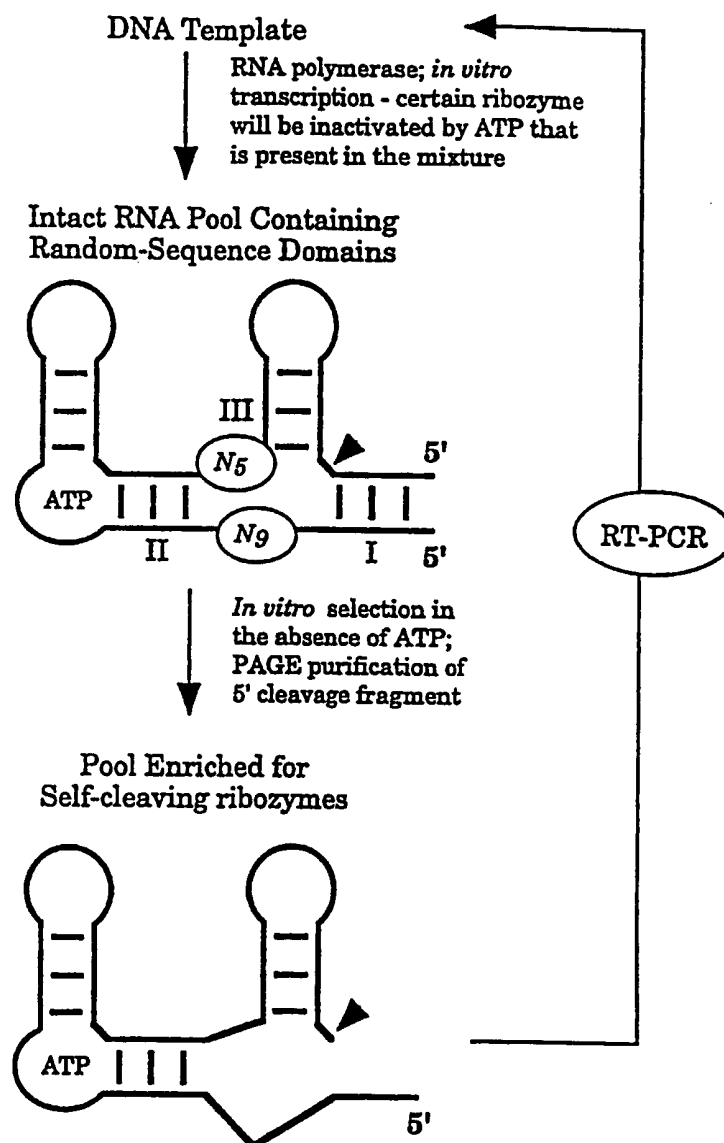 DNA Template
RNA polymerase; in vitro
transcription - certain ribozyme
will be inactivated by ATP that
is present in the mixture
Intact RNA Pool Containing
Random-Sequence Domains
III
5'
N5
ATP
N9
II
I
5'
RT-PCR
In vitro selection in
the absence of ATP;
PAGE purification of
5' cleavage fragment
Pool Enriched for
Self-cleaving ribozymes
ATP
5'